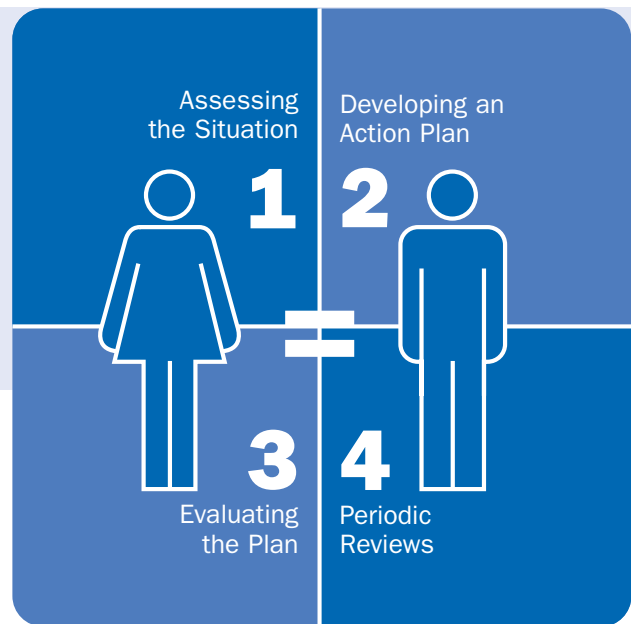 Assessing
the Situation
1
Developing an
Action Plan
2
=
3
Evaluating
the Plan
4
Periodic
Reviews